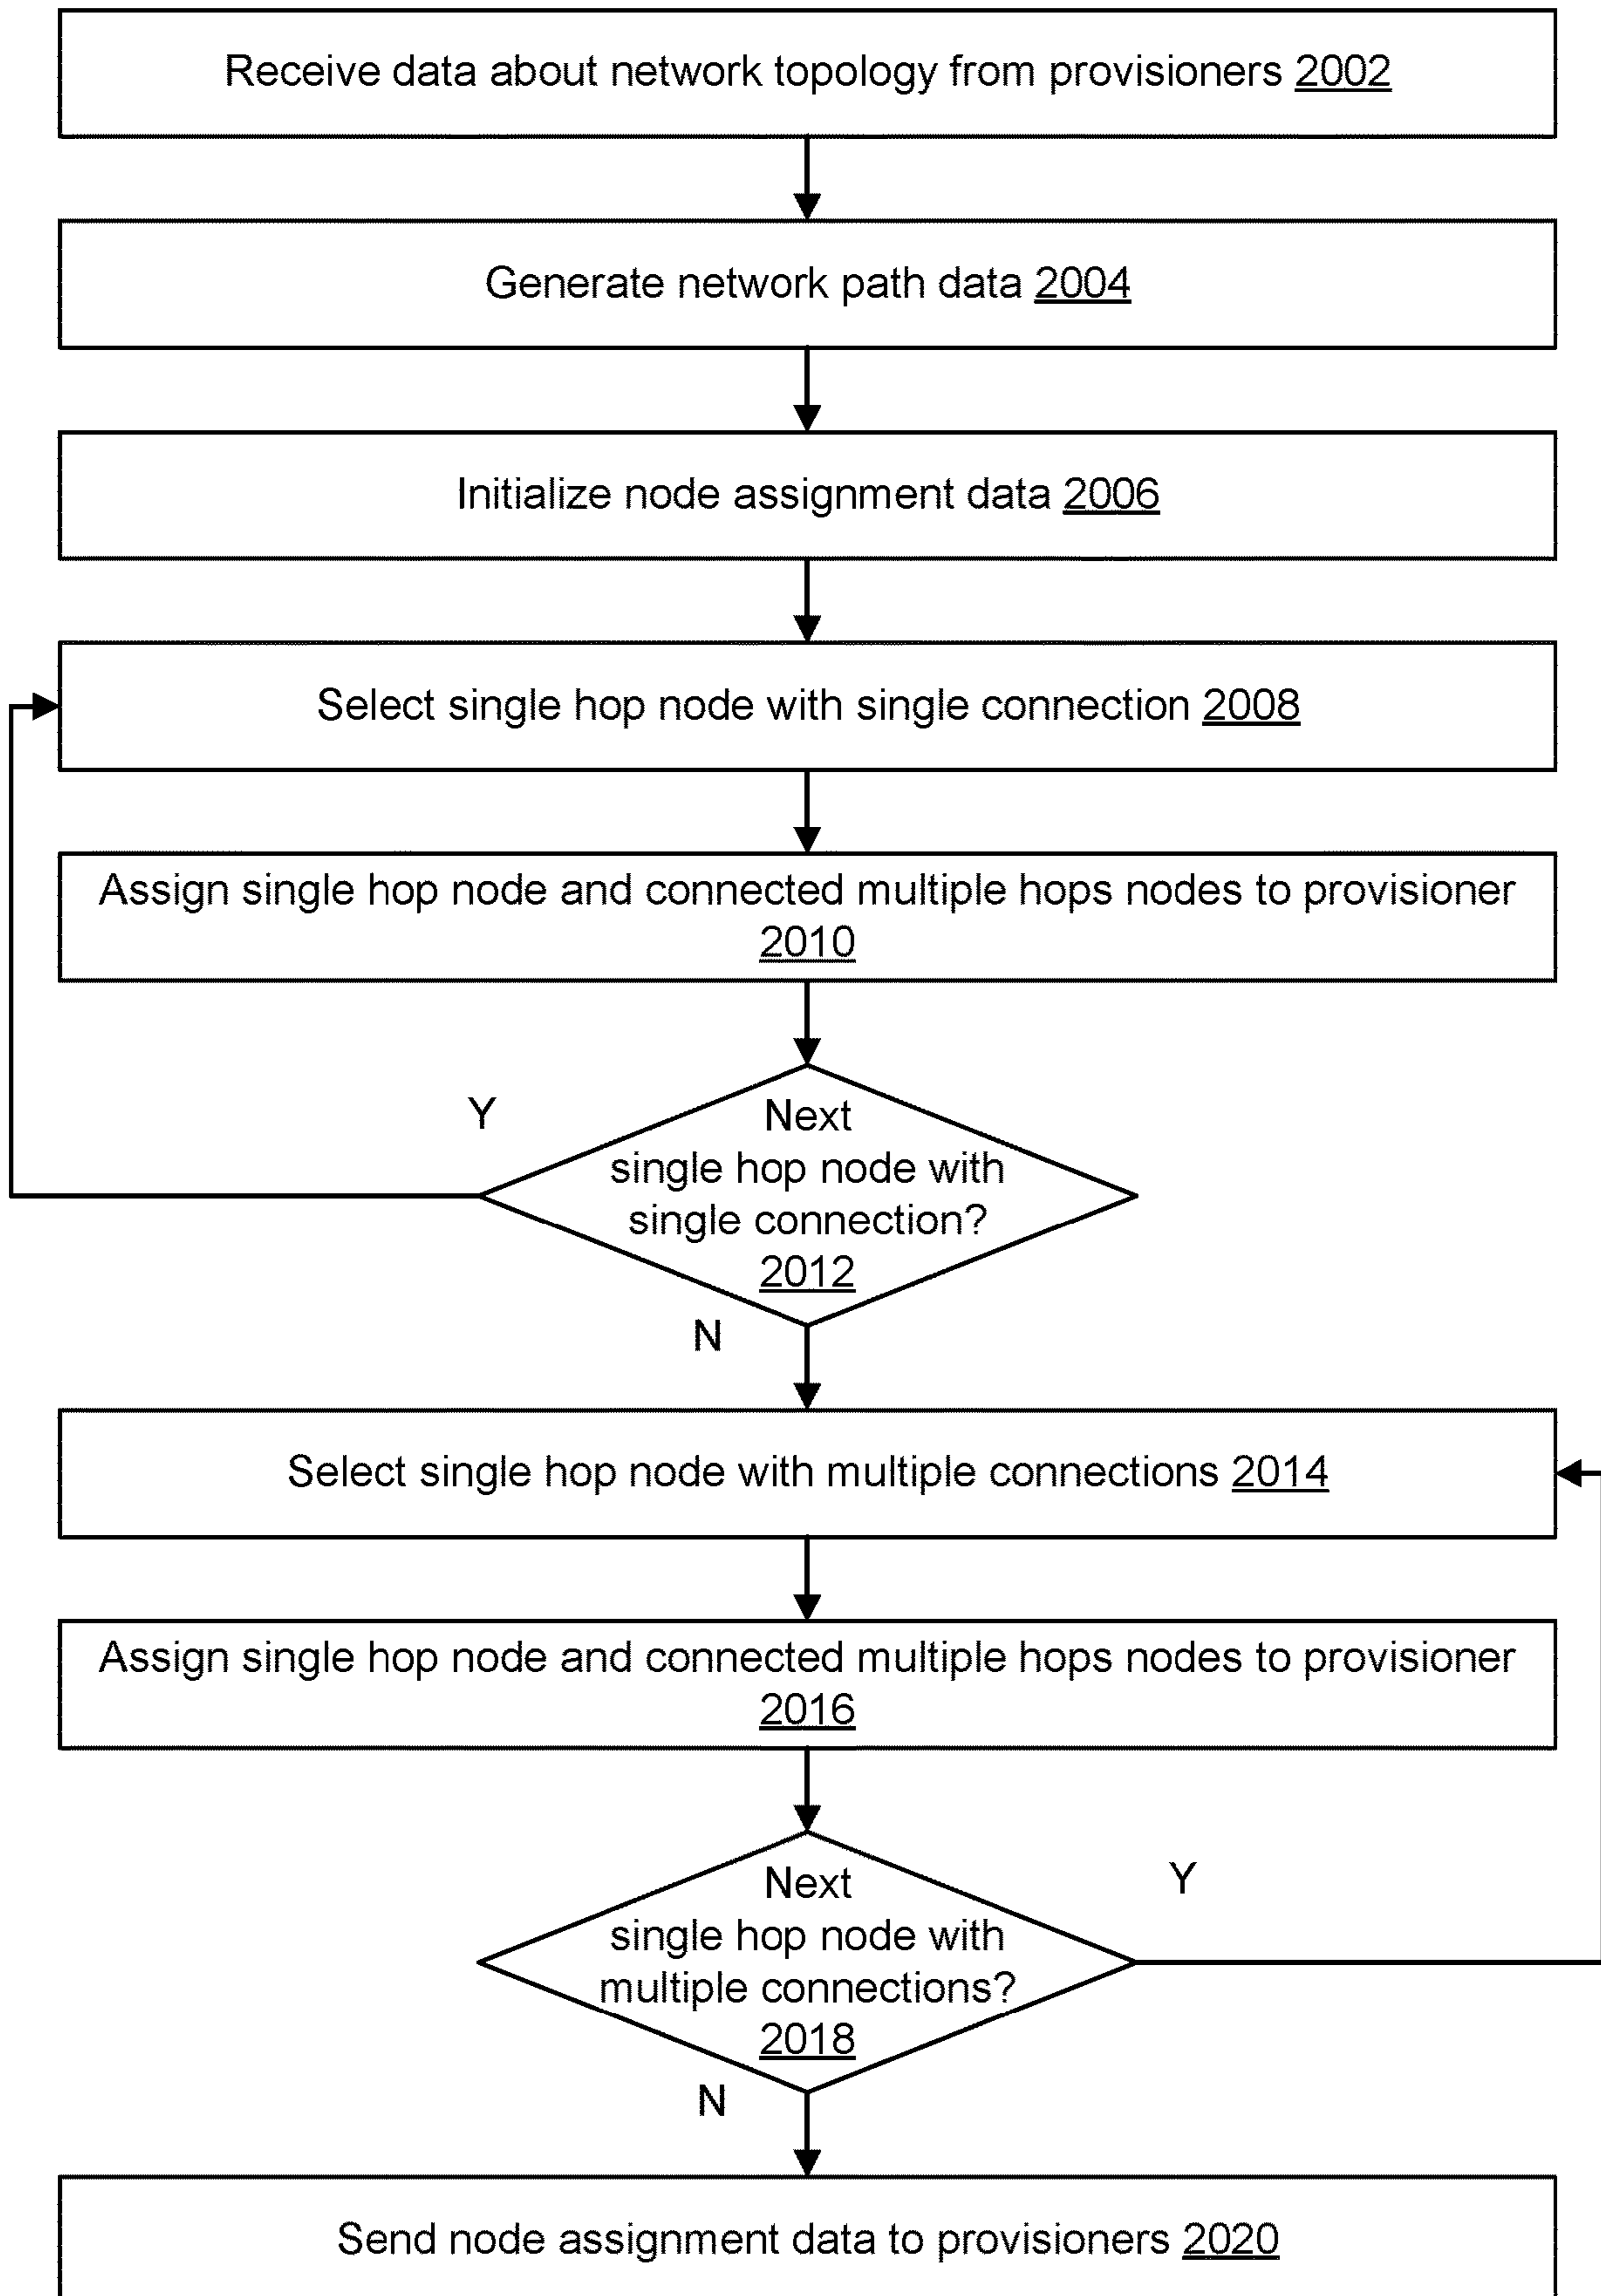 Receive data about network topology from provisioners 2002
Generate network path data 2004
Initialize node assignment data 2006
Select single hop node with single connection 2008
Assign single hop node and connected multiple hops nodes to provisioner
2010
Y
Next
single hop node with
single connection?
2012
N
Select single hop node with multiple connections 2014
Assign single hop node and connected multiple hops nodes to provisioner
2016
Next
Y
single hop node with
multiple connections?
2018
N
Send node assignment data to provisioners 2020